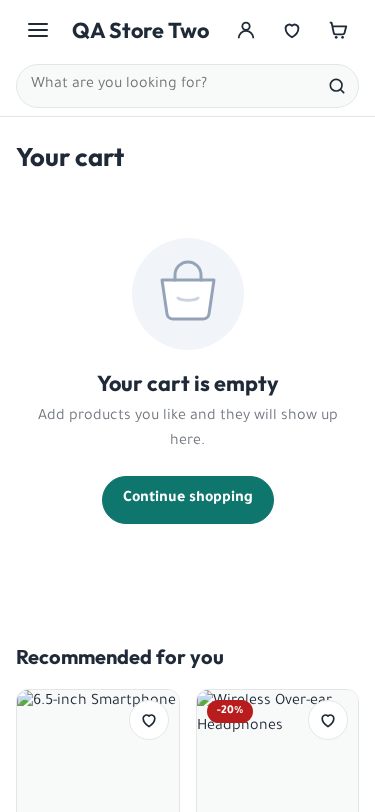 QA Store Two
What are you looking for?
Your cart
Your cart is empty
Add products you like and they will show up
here.
Continue shopping
Recommended for you
6.5-inch Smartphone
Wireless Over-ear
Headphones
-20%